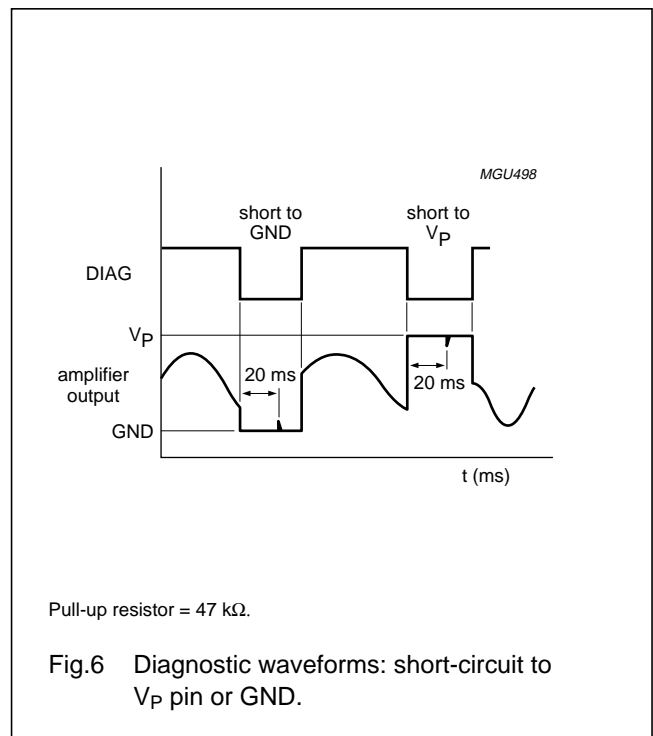 MGU498
short to
GND
short to
VP
DIAG
VP
amplifier
output
20 ms
20 ms
GND
t (ms)
Pull-up resistor = 47 kΩ.
Fig.6 Diagnostic waveforms: short-circuit to
VP pin or GND.